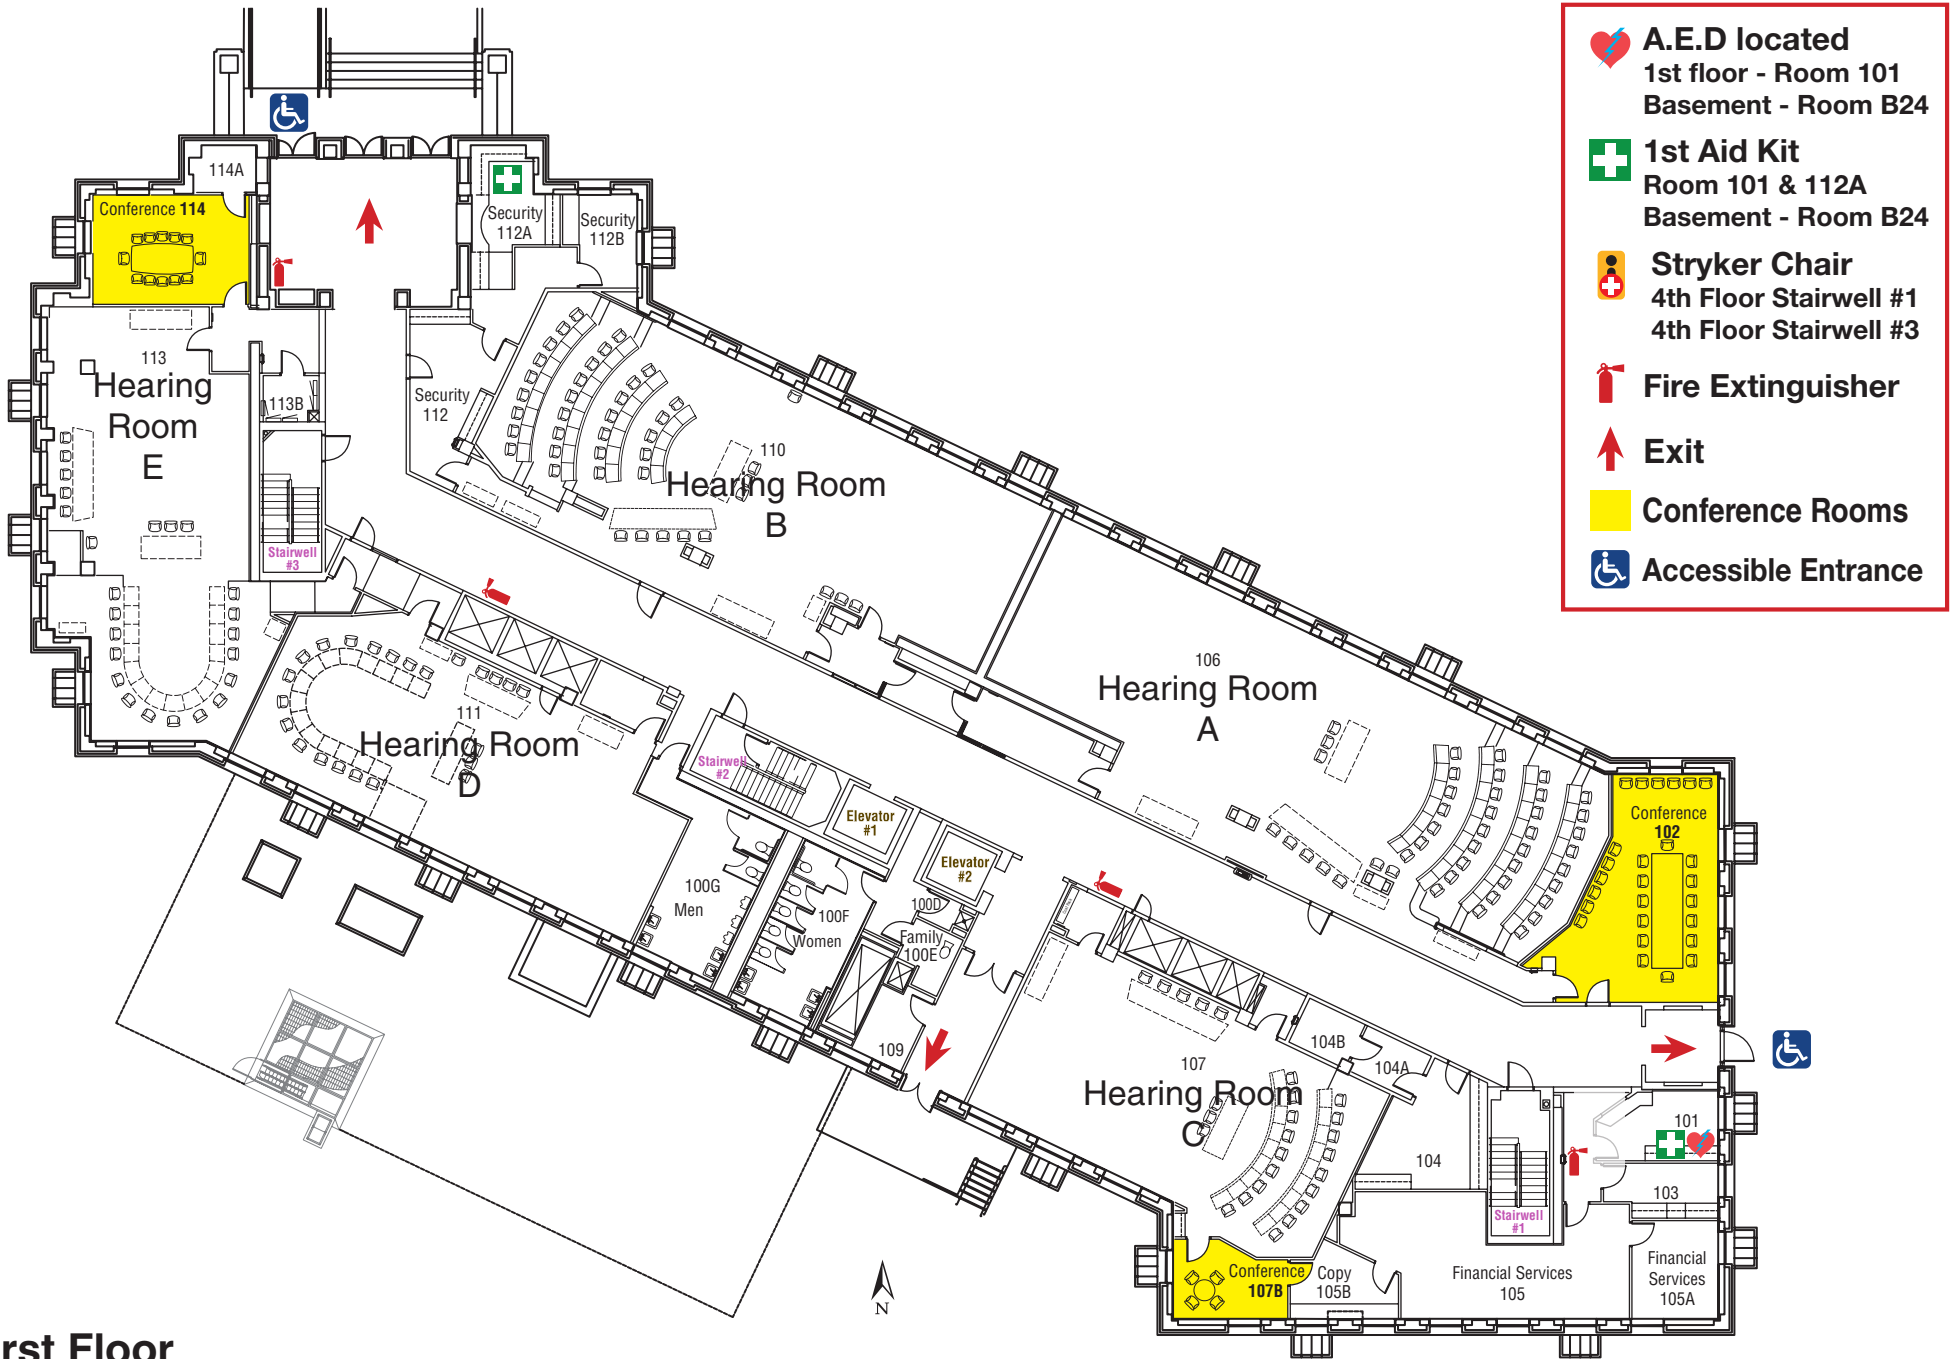 A.E.D located
1st floor - Room 101
Basement - Room B24
1st Aid Kit
Room 101 & 112A
Basement - Room B24
Stryker Chair
4th Floor Stairwell #1
4th Floor Stairwell #3
Fire Extinguisher
Exit
Conference Rooms
Accessible Entrance
114A
Conference 114
Security
112A
Security
112B
113
Hearing
Room
E
113B
Security
112
Stairwell
#3
110
Hearing Room
B
106
Hearing Room
A
111
Hearing Room
D
Stairwell
#2
Elevator
#1
Elevator
#2
Conference
102
100G
Men
100F
Women
100D
Family
100E
109
107
Hearing Room
C
104B
104A
104
101
103
Stairwell
#1
Conference
107B
Copy
105B
Financial Services
105
Financial
Services
105A
N
rst Floor